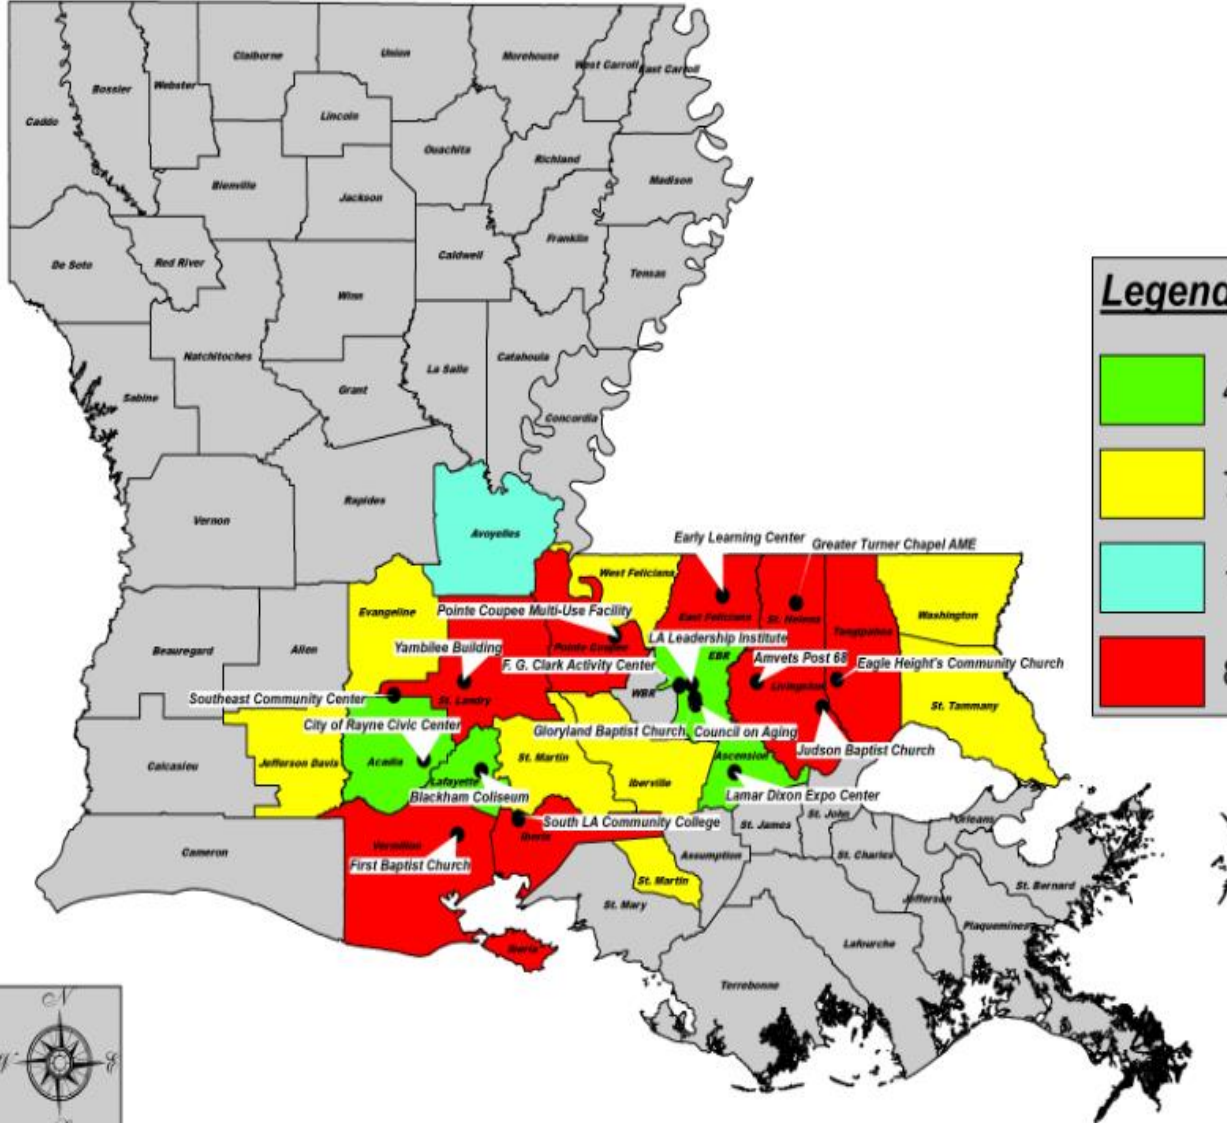 Claiborne
Union
Morehouse
West Carroll
East Carroll
Bossier
Webster
Caddo
Lincoln
Ouachita
Richland
Madison
Bienville
Jackson
Franklin
Caldwell
De Soto
Red River
Tensas
Winn
Natchitoches
La Salle
Catahoula
Grant
Sabine
Concordia
Rapides
Vernon
Avoyelles
Legend
Early Learning Center
Greater Turner Chapel AME
West Feliciana
Evangeline
Pointe Coupee Multi-Use Facility
East Feliciana
St. Helena
Washington
Tangipahoa
Beauregard
Allen
Yambilee Building
Pointe Coupee
LA Leadership Institute
EBR
Amvets Post 68
Eagle Height's Community Church
F. G. Clark Activity Center
Southeast Community Center
St. Landry
WBR
Livingston
St. Tammany
City of Rayne Civic Center
Gloryland Baptist Church
Council on Aging
Judson Baptist Church
Calcasieu
Jefferson Davis
Acadia
St. Martin
Ascension
Lafayette
Iberville
Blackham Coliseum
Lamar Dixon Expo Center
South LA Community College
St. James
St. John
Orleans
Cameron
Vermilion
Iberia
First Baptist Church
Assumption
St. Charles
St. Martin
St. Bernard
St. Mary
Jefferson
Plaquemines
Lafourche
Iberia
Terrebonne
N
E